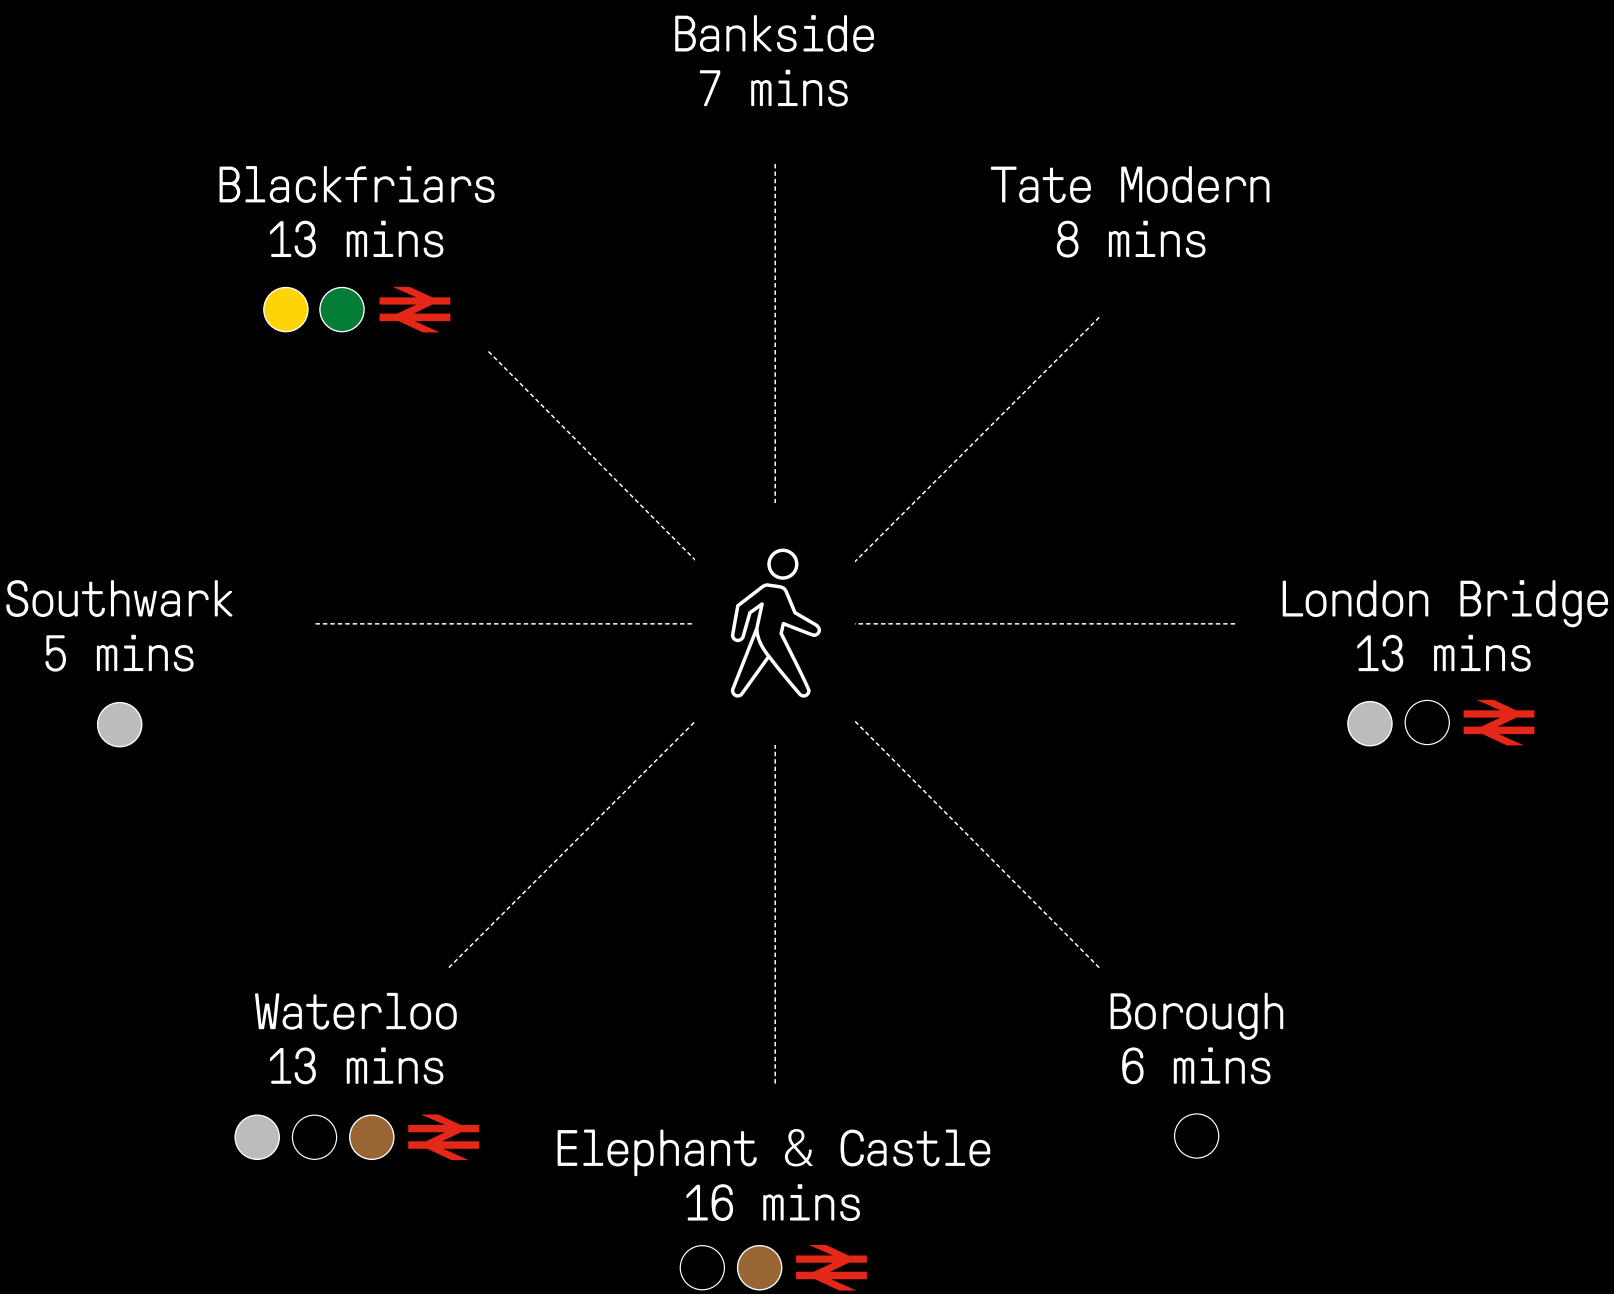 Bankside
7 mins
Blackfriars
13 mins
Tate Modern
8 mins
Southwark
5 mins
London Bridge
13 mins
Waterloo
13 mins
Borough
6 mins
Elephant & Castle
16 mins